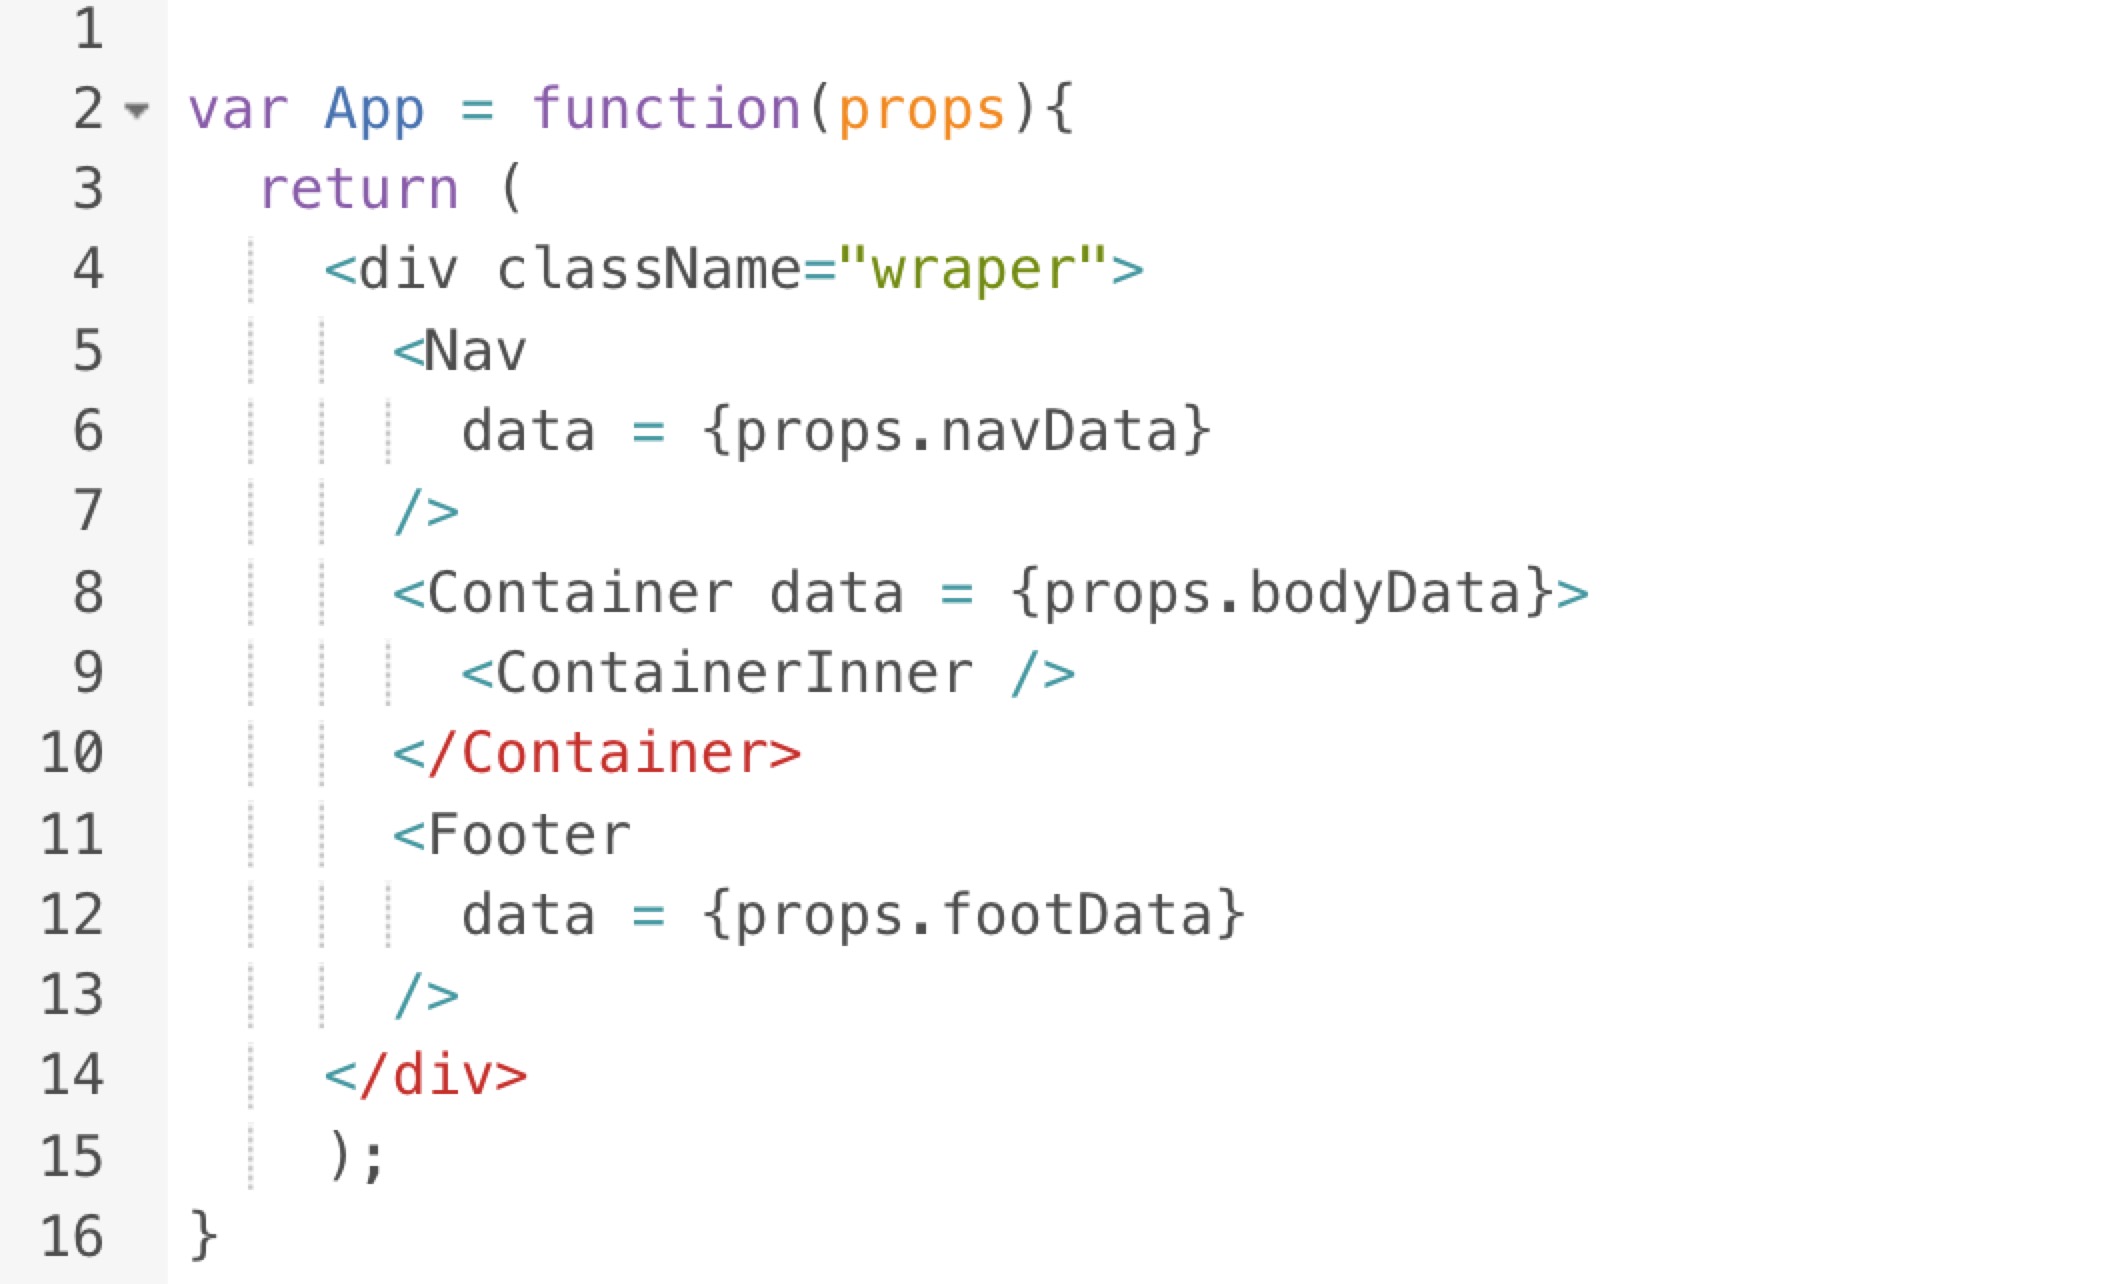 1
2 var App = function(props){
3   return (
4     <div className="wraper">
5       <Nav
6         data = {props.navData}
7       />
8       <Container data = {props.bodyData}>
9         <ContainerInner />
10       </Container>
11       <Footer
12         data = {props.footData}
13       />
14     </div>
15     );
16 }